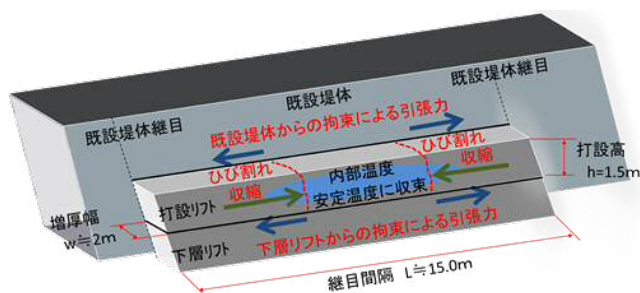 既設堤体継目
既設堤体
既設堤体継目
既設堤体からの拘束による引張力
ひび割れ
収縮
内部温度
安定温度に収束
ひび割れ
収縮
打設高
h=1.5m
打設リフト
増厚幅
w≒2m
下層リフト
下層リフトからの拘束による引張力
継目間隔 L≒15.0m